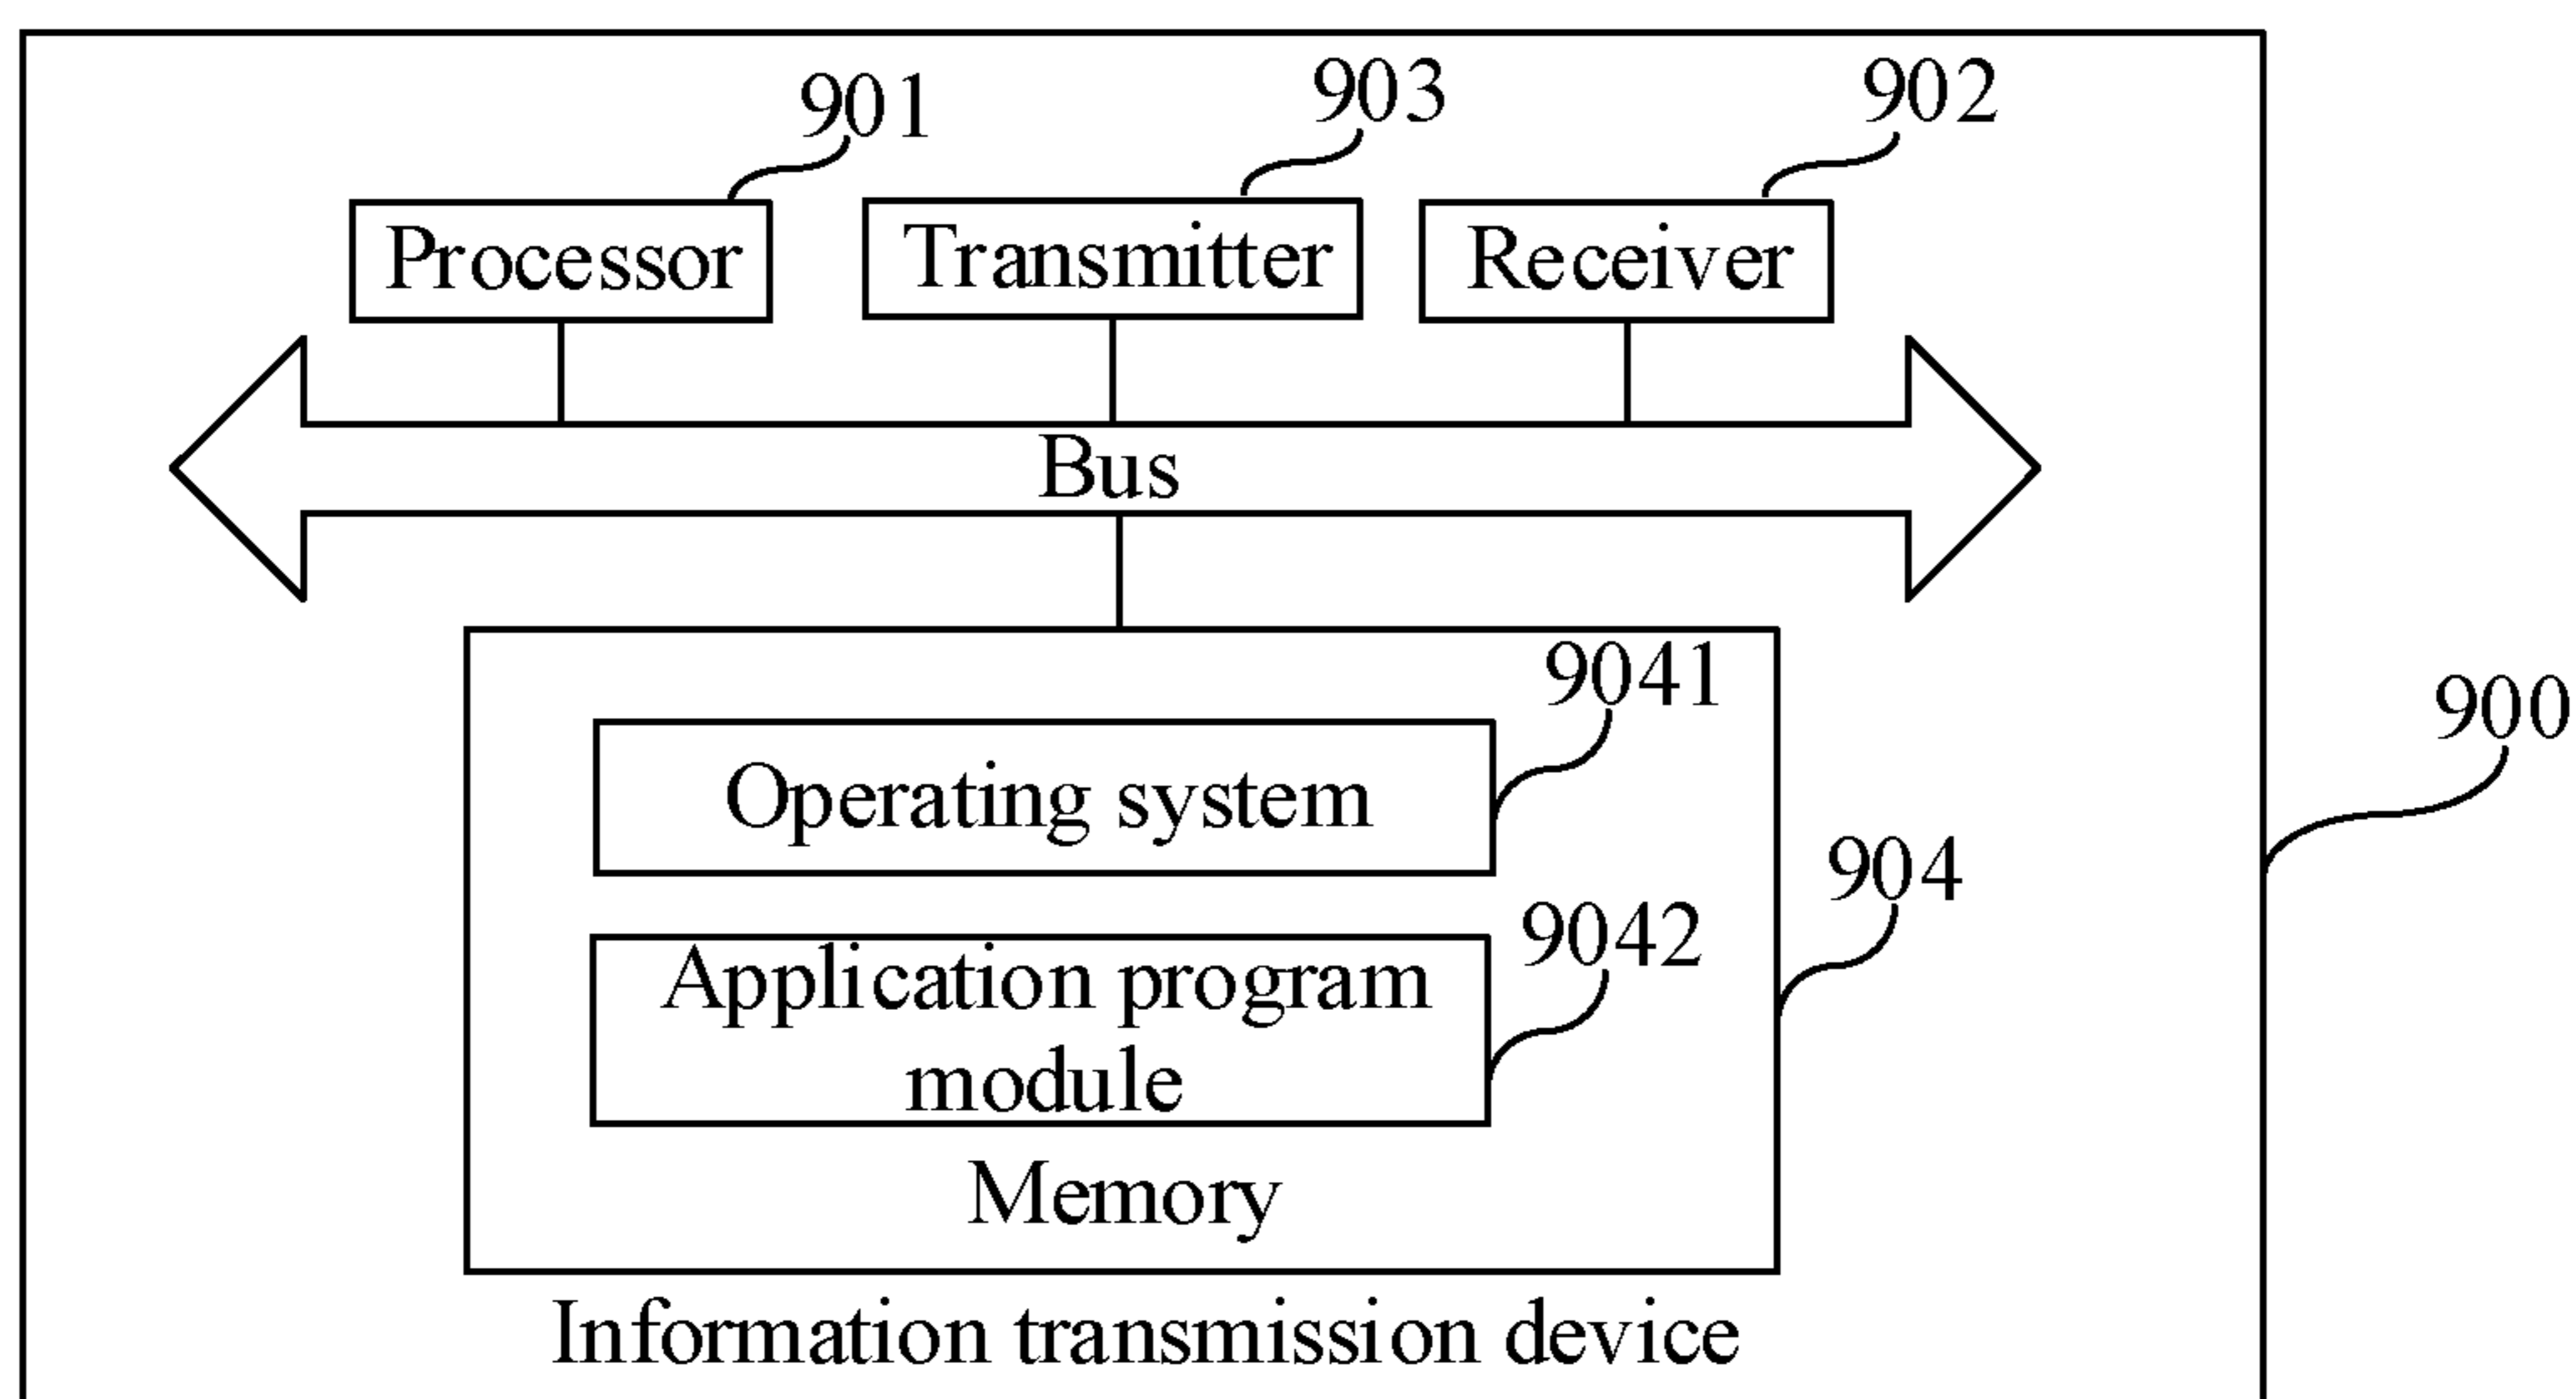 901
903
902
Processor
Transmitter
Receiver
Bus
9041
Operating system
900
904
9042
Application program
module
Memory
Information transmission device